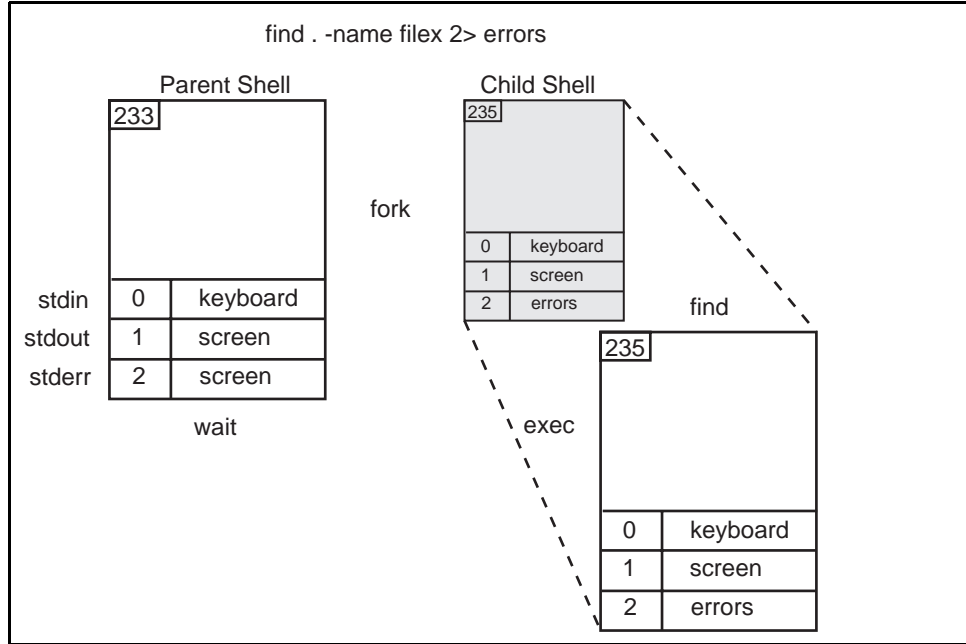 find . -name filex 2> errors
Parent Shell
233
stdin 0 keyboard
stdout 1 screen
stderr 2 screen
wait
fork
Child Shell
235
0 keyboard
1 screen
2 errors
exec
find
235
0 keyboard
1 screen
2 errors